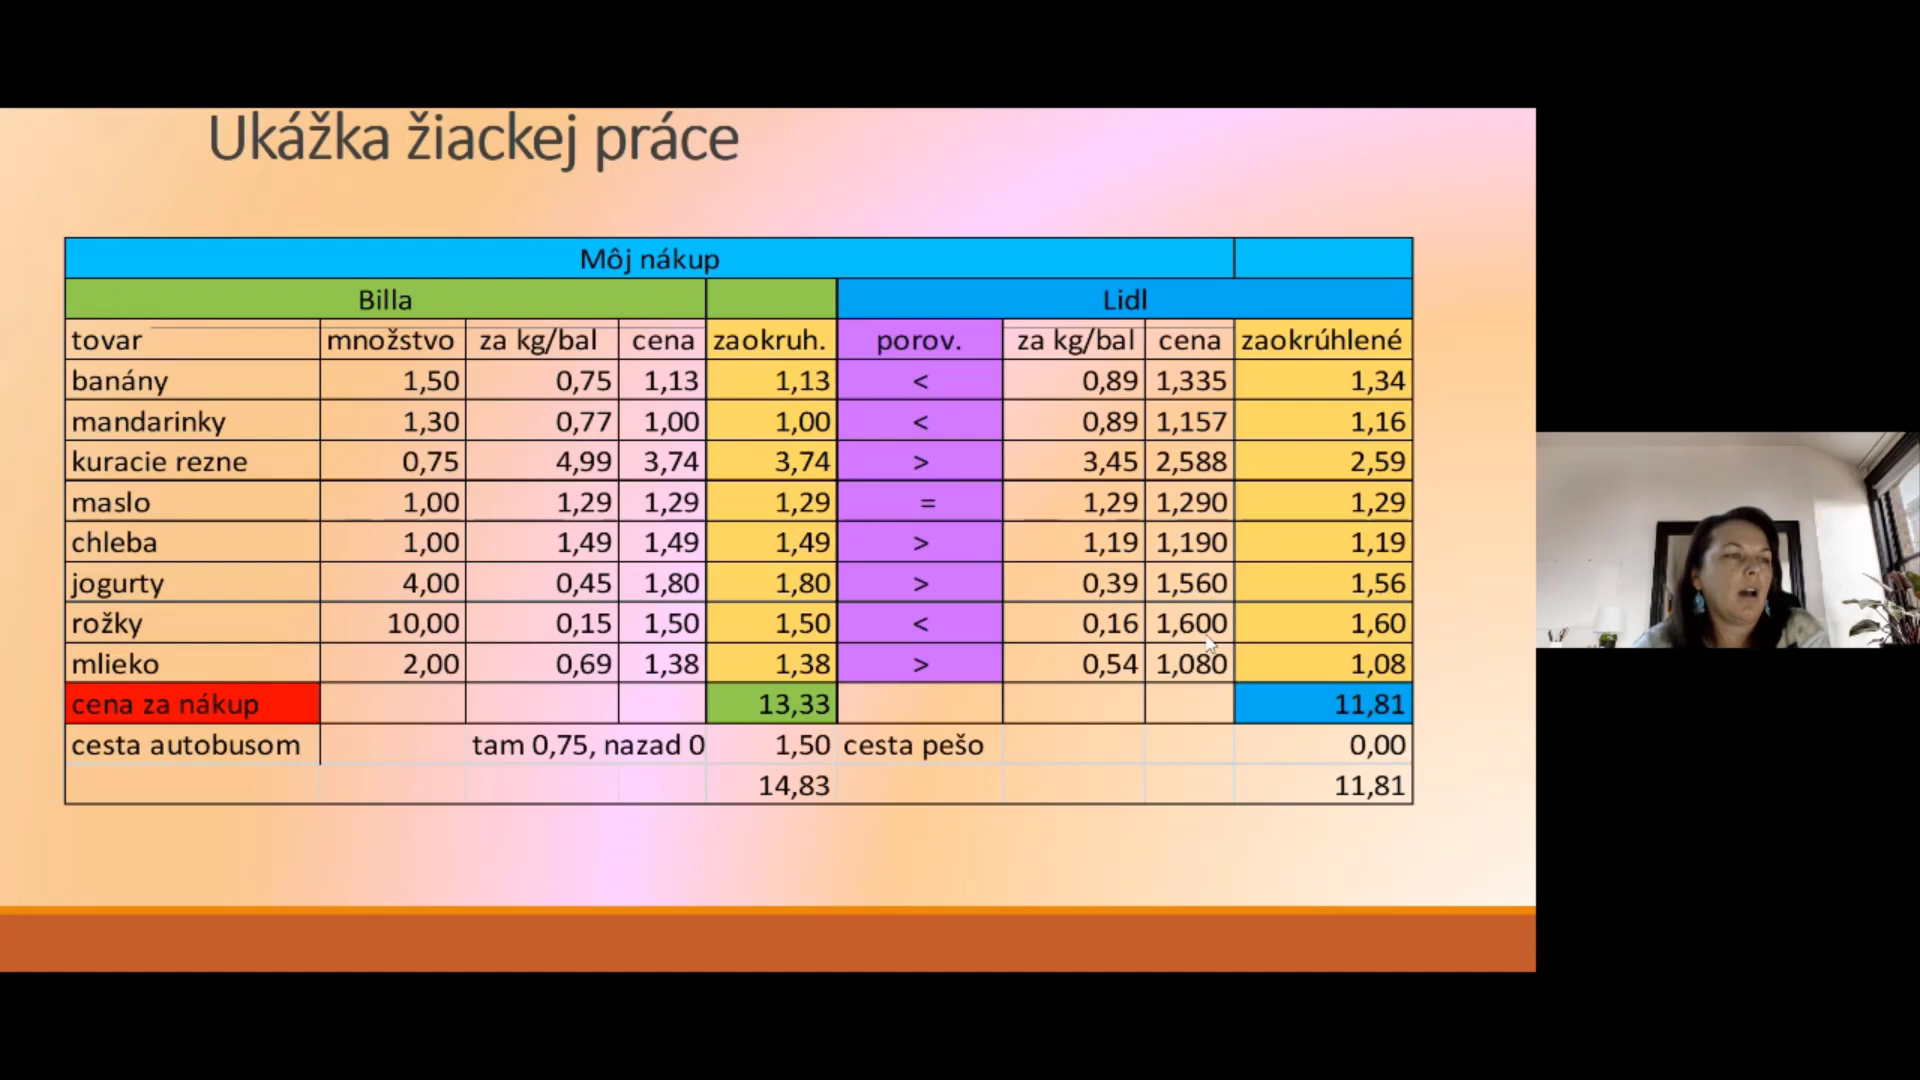 Ukážka žiackej práce
Môj nákup
Billa Lidl
tovar množstvo za kg/bal cena zaokruh. porov. za kg/bal cena zaokrúhlené
banány 1,50 0,75 1,13 1,13 < 0,89 1,335 1,34
mandarinky 1,30 0,77 1,00 1,00 < 0,89 1,157 1,16
kuracie rezne 0,75 4,99 3,74 3,74 > 3,45 2,588 2,59
maslo 1,00 1,29 1,29 1,29 = 1,29 1,290 1,29
chleba 1,00 1,49 1,49 1,49 > 1,19 1,190 1,19
jogurty 4,00 0,45 1,80 1,80 > 0,39 1,560 1,56
rožky 10,00 0,15 1,50 1,50 < 0,16 1,600 1,60
mlieko 2,00 0,69 1,38 1,38 > 0,54 1,080 1,08
cena za nákup 13,33 11,81
cesta autobusom tam 0,75, nazad 0 1,50 cesta pešo 0,00
14,83 11,81